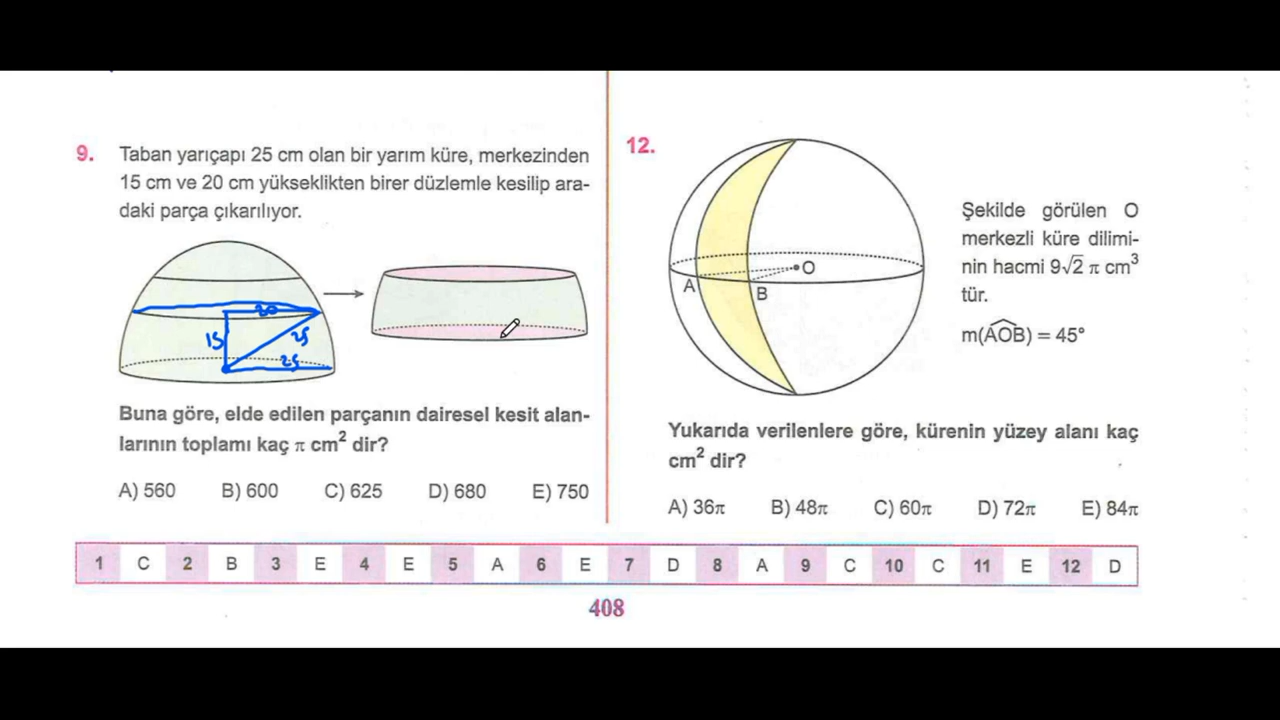 9. Taban yarıçapı 25 cm olan bir yarım küre, merkezinden
15 cm ve 20 cm yükseklikten birer düzlemle kesilip ara-
daki parça çıkarılıyor.
20
15
25
25
Buna göre, elde edilen parçanın dairesel kesit alan-
larının toplamı kaç π cm² dir?
A) 560 B) 600 C) 625 D) 680 E) 750
12.
O
A
B
Şekilde görülen O
merkezli küre dilimi-
nin hacmi 9√2 π cm³
tür.
m(AOB) = 45°
Yukarıda verilenlere göre, kürenin yüzey alanı kaç
cm² dir?
A) 36π B) 48π C) 60π D) 72π E) 84π
1 C 2 B 3 E 4 E 5 A 6 E 7 D 8 A 9 C 10 C 11 E 12 D
408